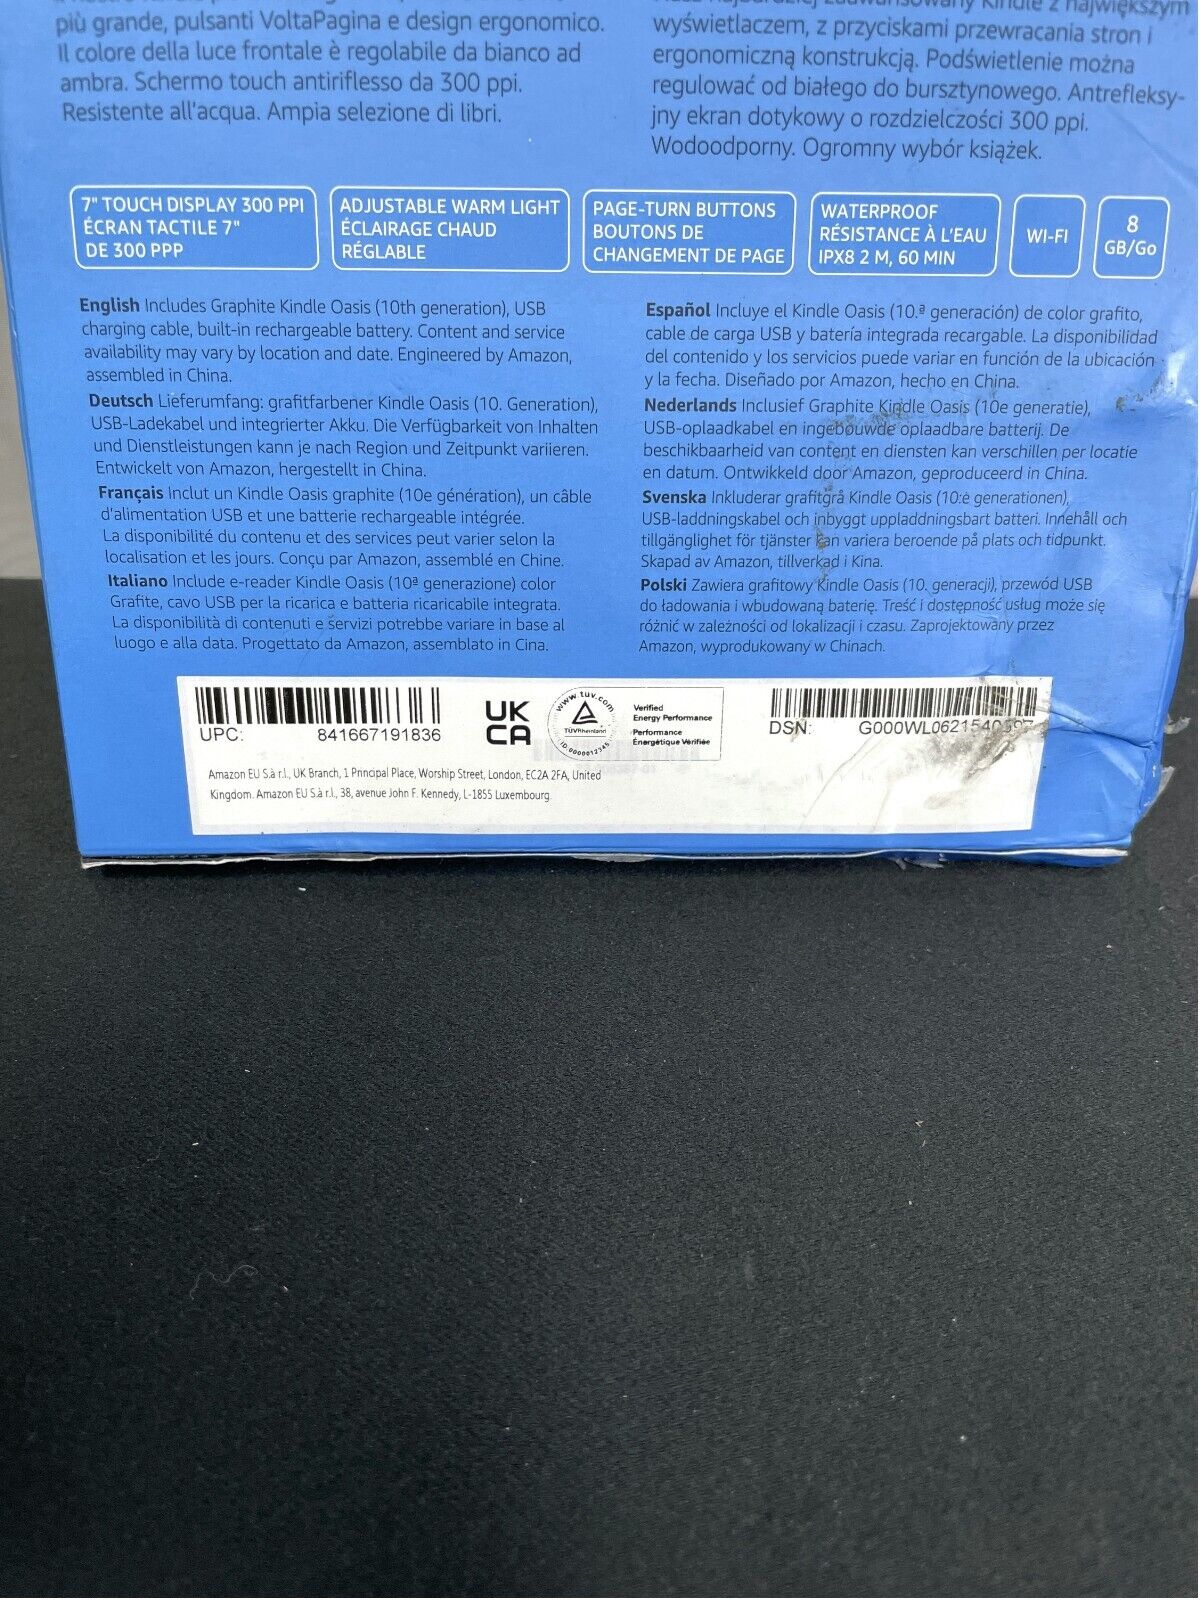 più grande, pulsanti VoltaPagina e design ergonomico.
Il colore della luce frontale è regolabile da bianco ad
ambra. Schermo touch antiriflesso da 300 ppi.
Resistente all'acqua. Ampia selezione di libri.
Kindle z największym
wyświetlaczem, z przyciskami przewracania stron i
ergonomiczną konstrukcją. Podświetlenie można
regulować od białego do bursztynowego. Antrefleksy-
jny ekran dotykowy o rozdzielczości 300 ppi.
Wodoodporny. Ogromny wybór książek.
7" TOUCH DISPLAY 300 PPI
ÉCRAN TACTILE 7"
DE 300 PPP
ADJUSTABLE WARM LIGHT
ÉCLAIRAGE CHAUD
RÉGLABLE
PAGE-TURN BUTTONS
BOUTONS DE
CHANGEMENT DE PAGE
WATERPROOF
RÉSISTANCE À L'EAU
IPX8 2 M, 60 MIN
WI-FI
8
GB/Go
English Includes Graphite Kindle Oasis (10th generation), USB
charging cable, built-in rechargeable battery. Content and service
availability may vary by location and date. Engineered by Amazon,
assembled in China.
Deutsch Lieferumfang: grafitfarbener Kindle Oasis (10. Generation),
USB-Ladekabel und integrierter Akku. Die Verfügbarkeit von Inhalten
und Dienstleistungen kann je nach Region und Zeitpunkt variieren.
Entwickelt von Amazon, hergestellt in China.
Français Inclut un Kindle Oasis graphite (10e génération), un câble
d'alimentation USB et une batterie rechargeable intégrée.
La disponibilité du contenu et des services peut varier selon la
localisation et les jours. Conçu par Amazon, assemblé en Chine.
Italiano Include e-reader Kindle Oasis (10ª generazione) color
Grafite, cavo USB per la ricarica e batteria ricaricabile integrata.
La disponibilità di contenuti e servizi potrebbe variare in base al
luogo e alla data. Progettato da Amazon, assemblato in Cina.
Español Incluye el Kindle Oasis (10.ª generación) de color grafito,
cable de carga USB y batería integrada recargable. La disponibilidad
del contenido y los servicios puede variar en función de la ubicación
y la fecha. Diseñado por Amazon, hecho en China.
Nederlands Inclusief Graphite Kindle Oasis (10e generatie),
USB-oplaadkabel en ingebouwde oplaadbare batterij. De
beschikbaarheid van content en diensten kan verschillen per locatie
en datum. Ontwikkeld door Amazon, geproduceerd in China.
Svenska Inkluderar grafitgrå Kindle Oasis (10:e generationen),
USB-laddningskabel och inbyggt uppladdningsbart batteri. Innehåll och
tillgänglighet för tjänster kan variera beroende på plats och tidpunkt.
Skapad av Amazon, tillverkad i Kina.
Polski Zawiera grafitowy Kindle Oasis (10. generacji), przewód USB
do ładowania i wbudowaną baterię. Treść i dostępność usług może się
różnić w zależności od lokalizacji i czasu. Zaprojektowany przez
Amazon, wyprodukowany w Chinach.
UPC: 841667191836
UK
CA
www.tuv.com
TÜVRheinland
ID 0000012345
Verified
Energy Performance
Performance
Énergétique Vérifiée
DSN:
Amazon EU S.à r.l., UK Branch, 1 Principal Place, Worship Street, London, EC2A 2FA, United
Kingdom. Amazon EU S.à r.l., 38, avenue John F. Kennedy, L-1855 Luxembourg.